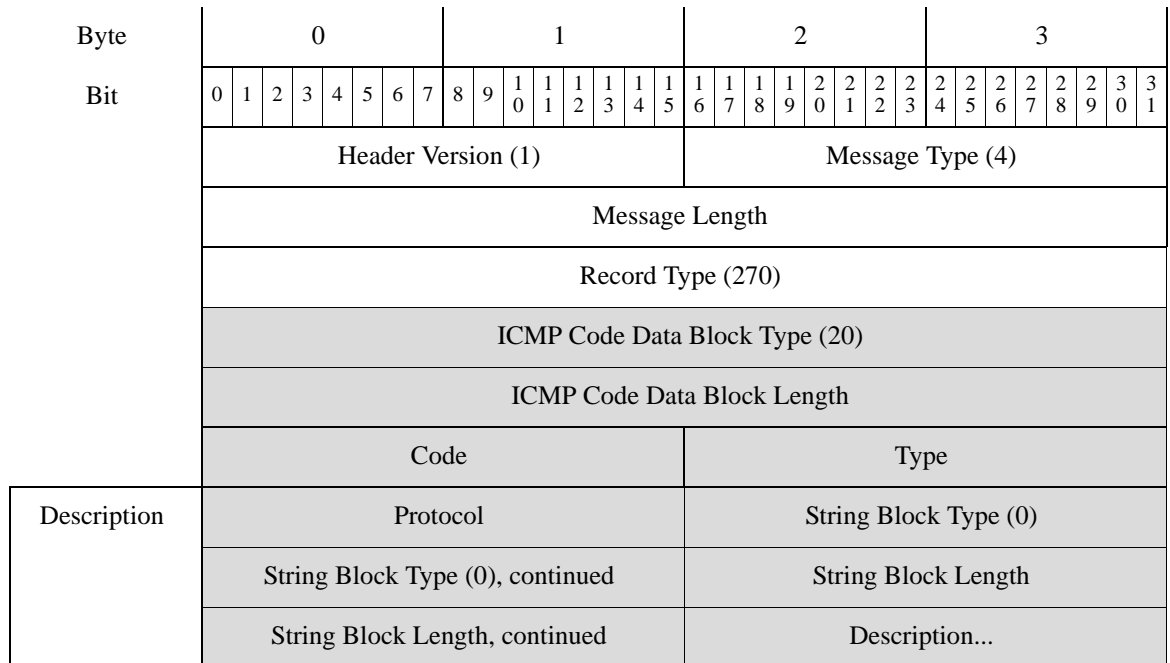 Byte 0 1 2 3
Bit 0 1 2 3 4 5 6 7 8 9 10 11 12 13 14 15 16 17 18 19 20 21 22 23 24 25 26 27 28 29 30 31
Header Version (1) Message Type (4)
Message Length
Record Type (270)
ICMP Code Data Block Type (20)
ICMP Code Data Block Length
Code Type
Description Protocol String Block Type (0)
String Block Type (0), continued String Block Length
String Block Length, continued Description...